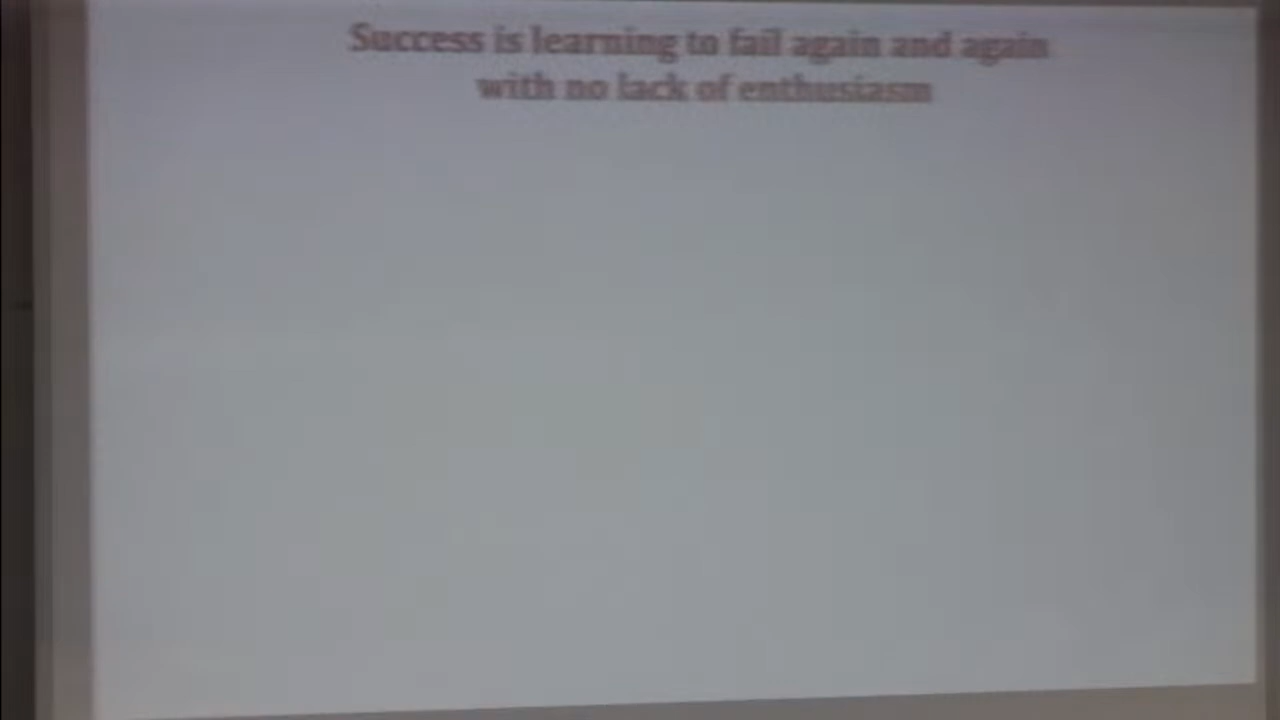 Success is learning to fail again and again
with no lack of enthusiasm